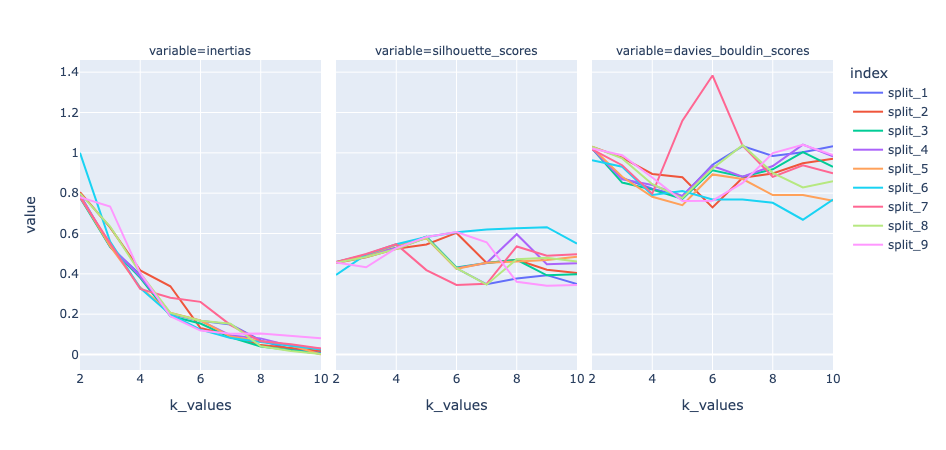 variable=inertias
variable=silhouette_scores
variable=davies_bouldin_scores
index
split_1
split_2
split_3
split_4
split_5
split_6
split_7
split_8
split_9
value
1.4
1.2
1
0.8
0.6
0.4
0.2
0
2 4 6 8 10
2 4 6 8 10
2 4 6 8 10
k_values
k_values
k_values